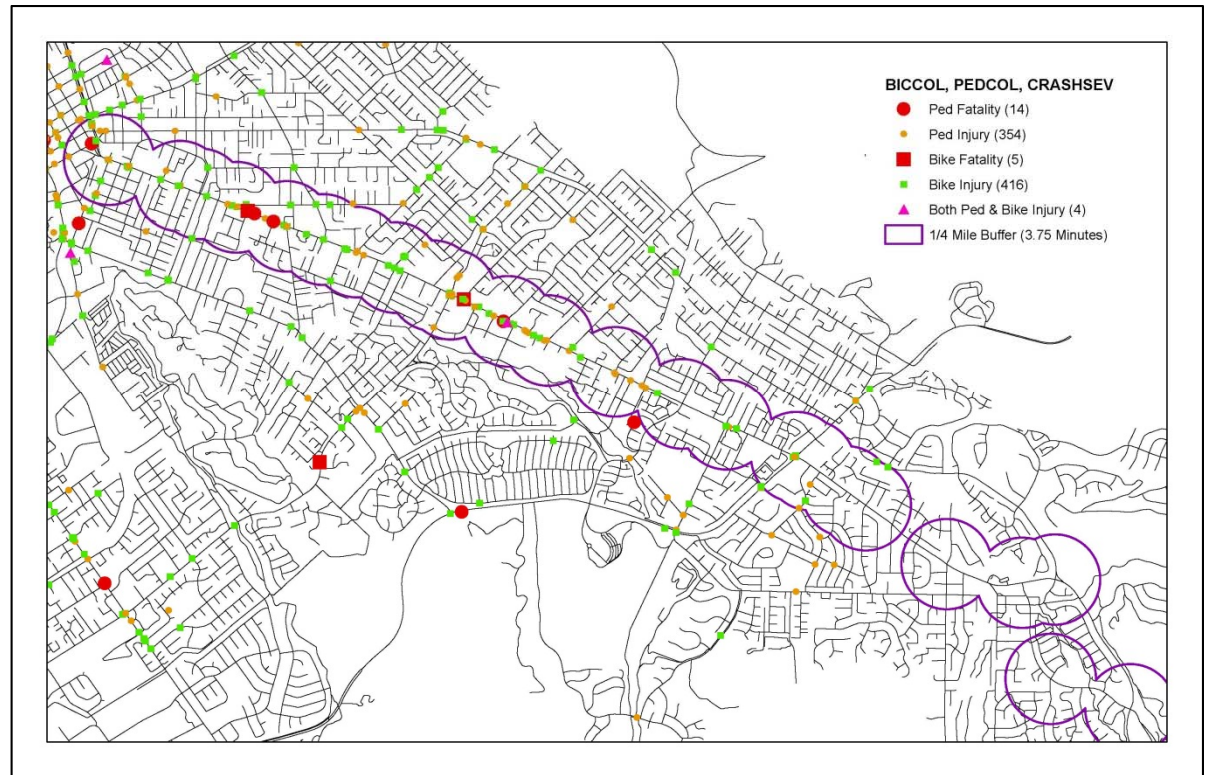 BICCOL, PEDCOL, CRASHSEV
Ped Fatality (14)
Ped Injury (354)
Bike Fatality (5)
Bike Injury (416)
Both Ped & Bike Injury (4)
1/4 Mile Buffer (3.75 Minutes)